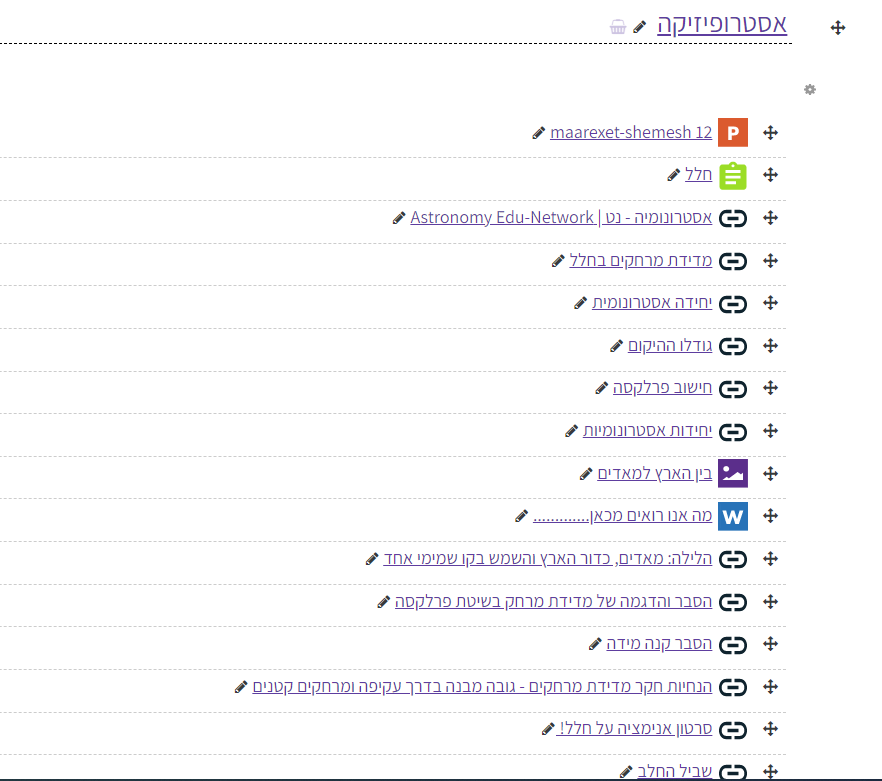 אסטרופיזיקה
maarexet-shemesh 12
חלל
אסטרונומיה - נט | Astronomy Edu-Network
מדידת מרחקים בחלל
יחידה אסטרונומית
גודלו ההיקום
חישוב פרלקסה
יחידות אסטרונומיות
בין הארץ למאדים
מה אנו רואים מכאן.............
הלילה: מאדים, כדור הארץ והשמש בקו שמימי אחד
הסבר והדגמה של מדידת מרחק בשיטת פרלקסה
הסבר קנה מידה
הנחיות חקר מדידת מרחקים - גובה מבנה בדרך עקיפה ומרחקים קטנים
סרטון אנימציה על חלל!
שביל החלב